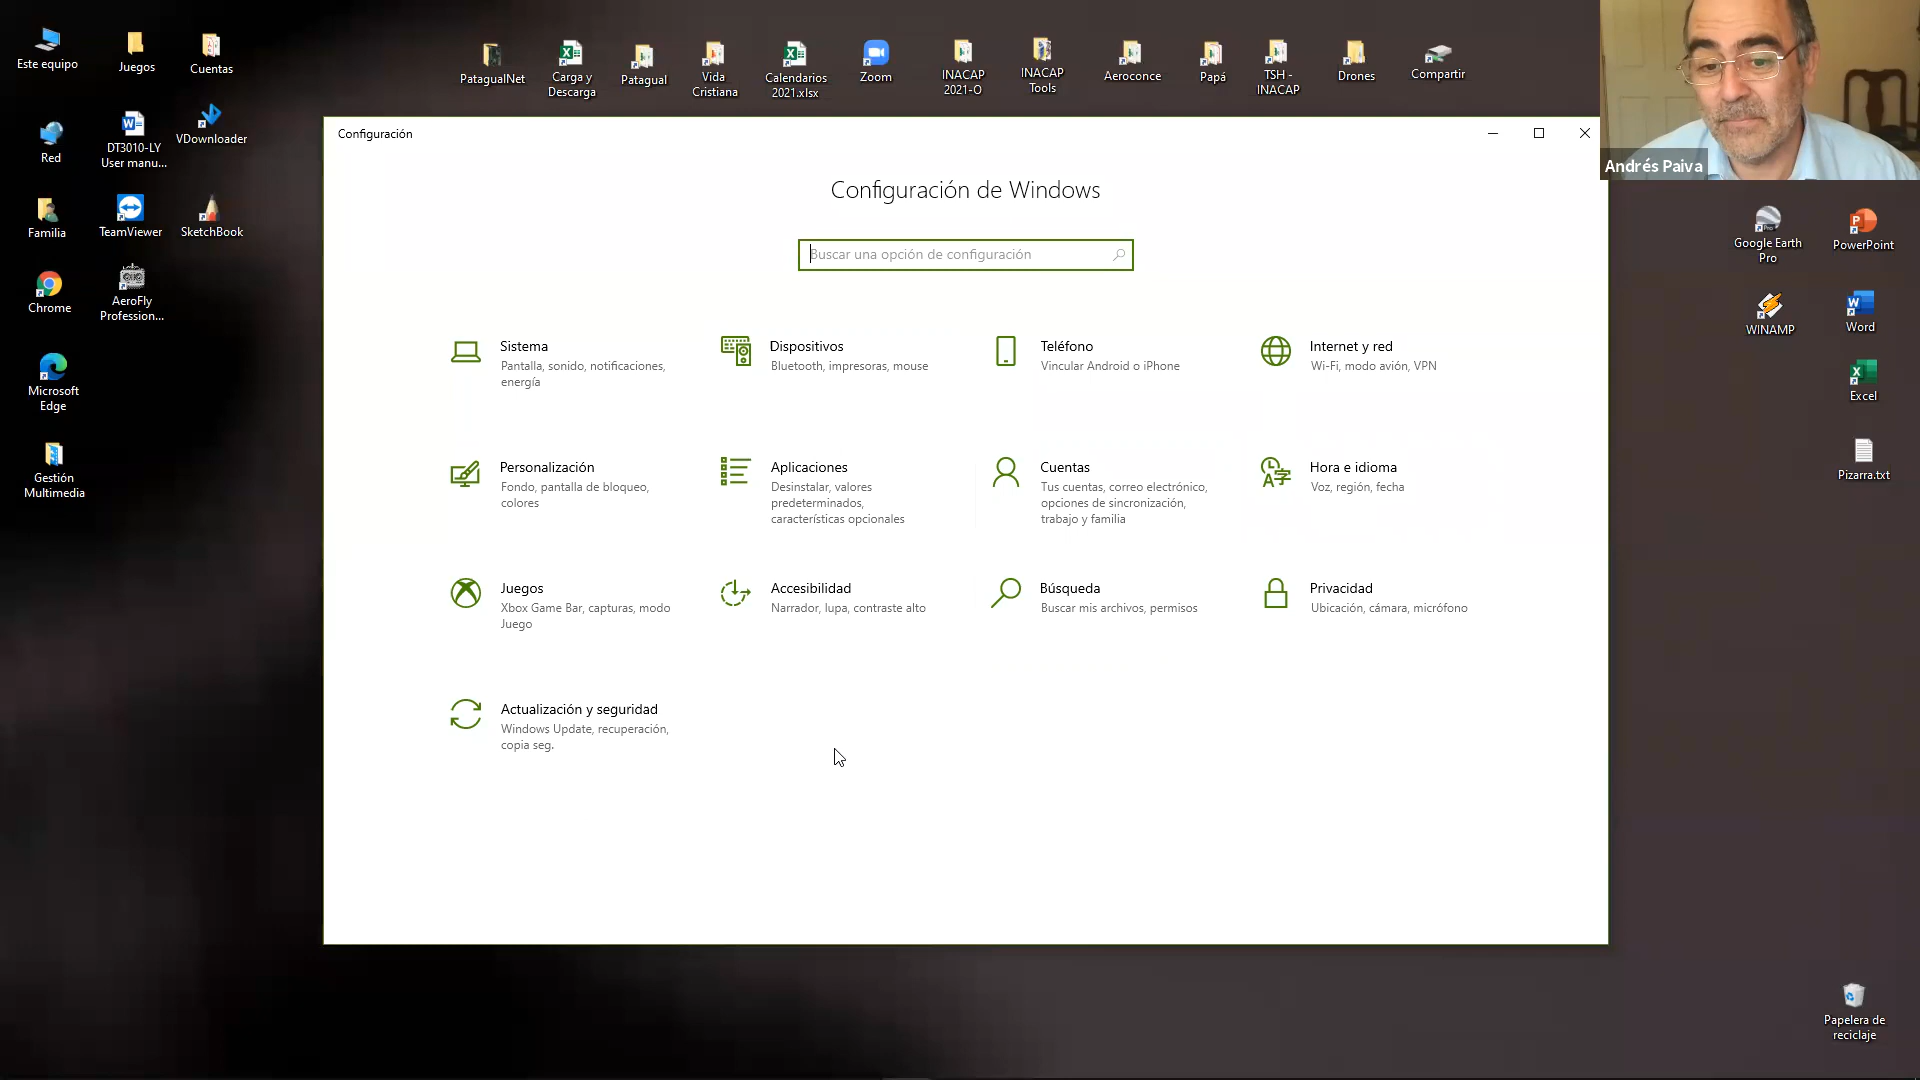 Este equipo
Juegos
Cuentas
PatagualNet
Carga y
Descarga
Patagual
Vida
Cristiana
Calendarios
2021.xlsx
Zoom
INACAP
2021-O
INACAP
Tools
Aeroconce
Papá
TSH -
INACAP
Drones
Compartir
Andrés Paiva
Red
DT3010-LY
User manu...
VDownloader
Familia
TeamViewer
SketchBook
Chrome
AeroFly
Profession...
Microsoft
Edge
Gestión
Multimedia
Configuración
Configuración de Windows
Buscar una opción de configuración
Sistema
Pantalla, sonido, notificaciones,
energía
Dispositivos
Bluetooth, impresoras, mouse
Teléfono
Vincular Android o iPhone
Internet y red
Wi-Fi, modo avión, VPN
Personalización
Fondo, pantalla de bloqueo,
colores
Aplicaciones
Desinstalar, valores
predeterminados,
características opcionales
Cuentas
Tus cuentas, correo electrónico,
opciones de sincronización,
trabajo y familia
Hora e idioma
Voz, región, fecha
Juegos
Xbox Game Bar, capturas, modo
Juego
Accesibilidad
Narrador, lupa, contraste alto
Búsqueda
Buscar mis archivos, permisos
Privacidad
Ubicación, cámara, micrófono
Actualización y seguridad
Windows Update, recuperación,
copia seg.
Google Earth
Pro
PowerPoint
WINAMP
Word
Excel
Pizarra.txt
Papelera de
reciclaje